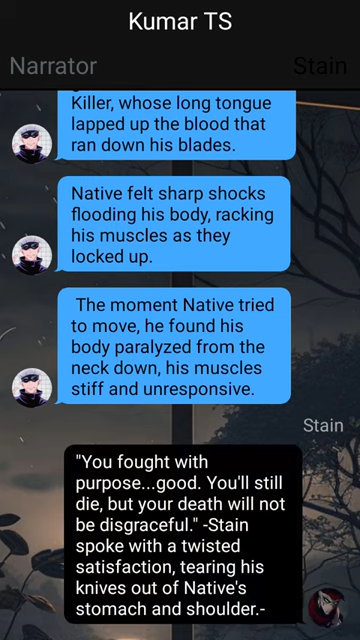 Kumar TS
Narrator
Stain
Killer, whose long tongue
lapped up the blood that
ran down his blades.
Native felt sharp shocks
flooding his body, racking
his muscles as they
locked up.
The moment Native tried
to move, he found his
body paralyzed from the
neck down, his muscles
stiff and unresponsive.
Stain
"You fought with
purpose...good. You'll still
die, but your death will not
be disgraceful." -Stain
spoke with a twisted
satisfaction, tearing his
knives out of Native's
stomach and shoulder.-